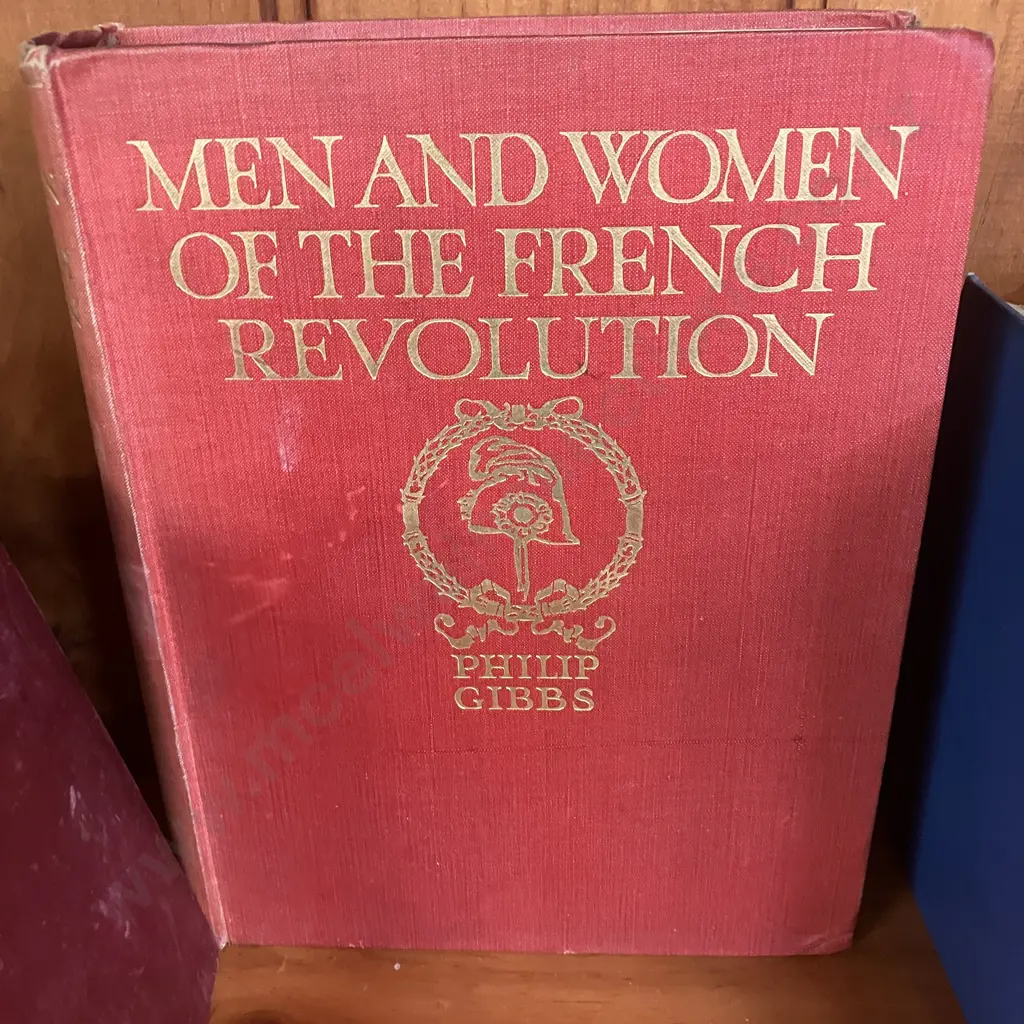 MEN AND WOMEN
OF THE FRENCH
REVOLUTION
PHILIP
GIBBS